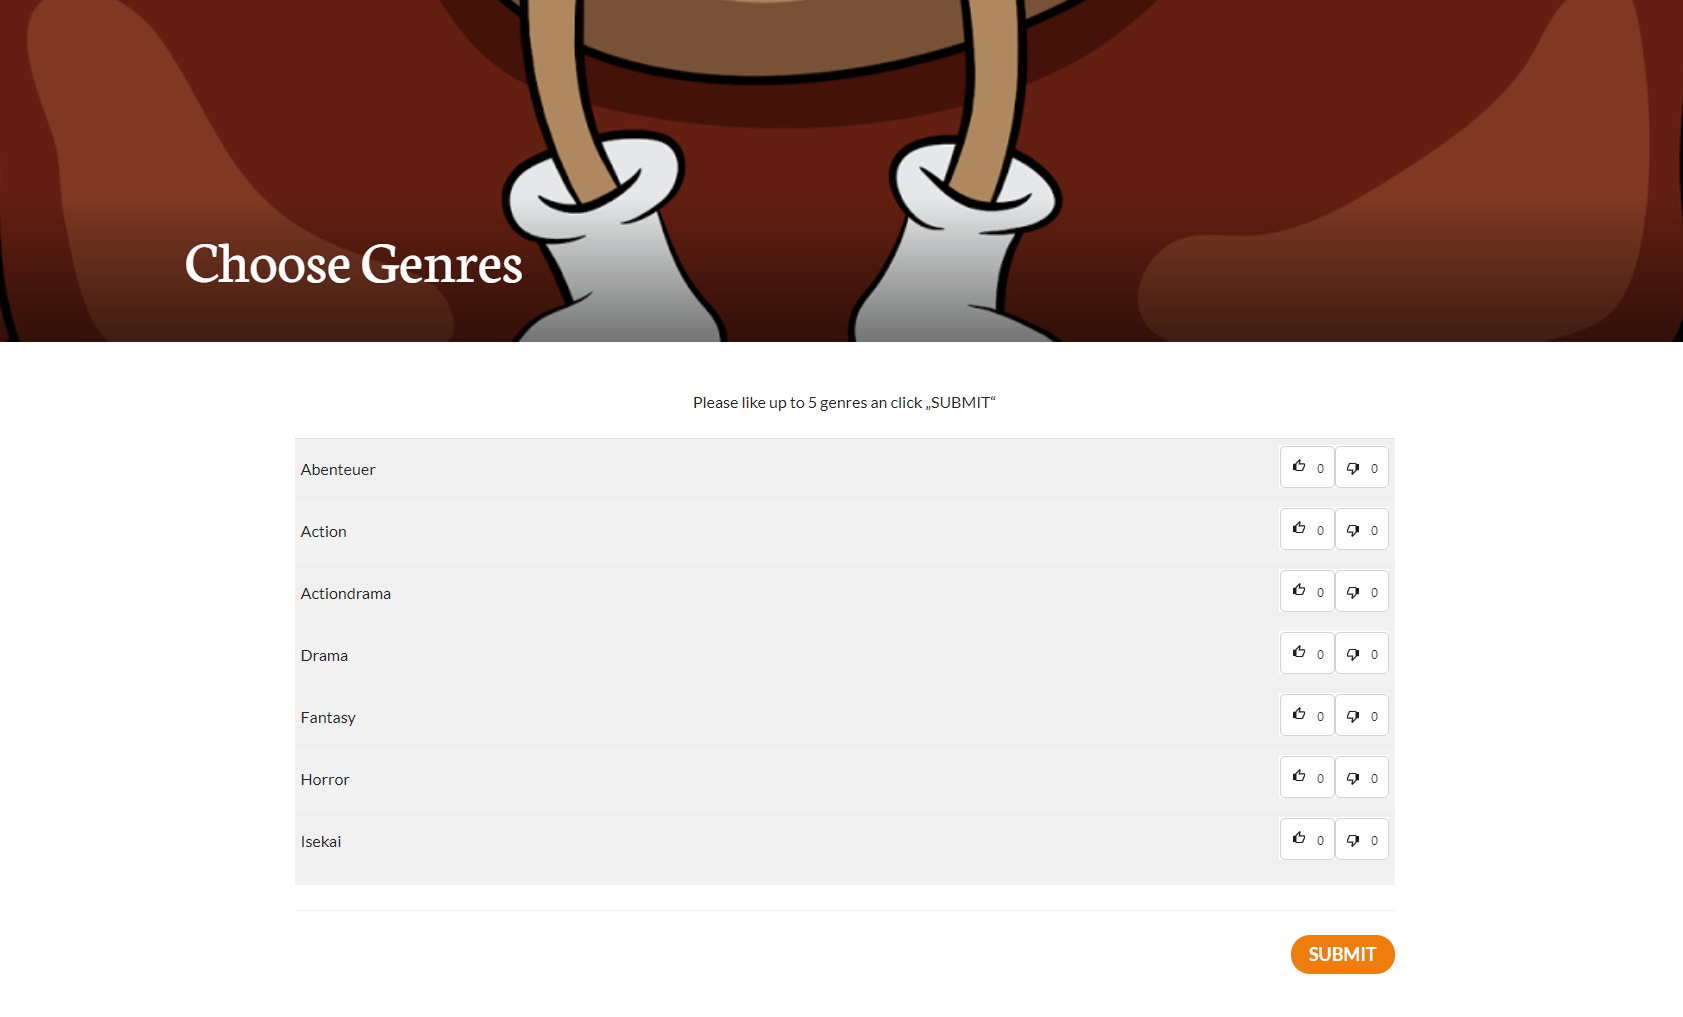 Choose Genres
Please like up to 5 genres an click „SUBMIT“
Abenteuer 0 0
Action 0 0
Actiondrama 0 0
Drama 0 0
Fantasy 0 0
Horror 0 0
Isekai 0 0
SUBMIT